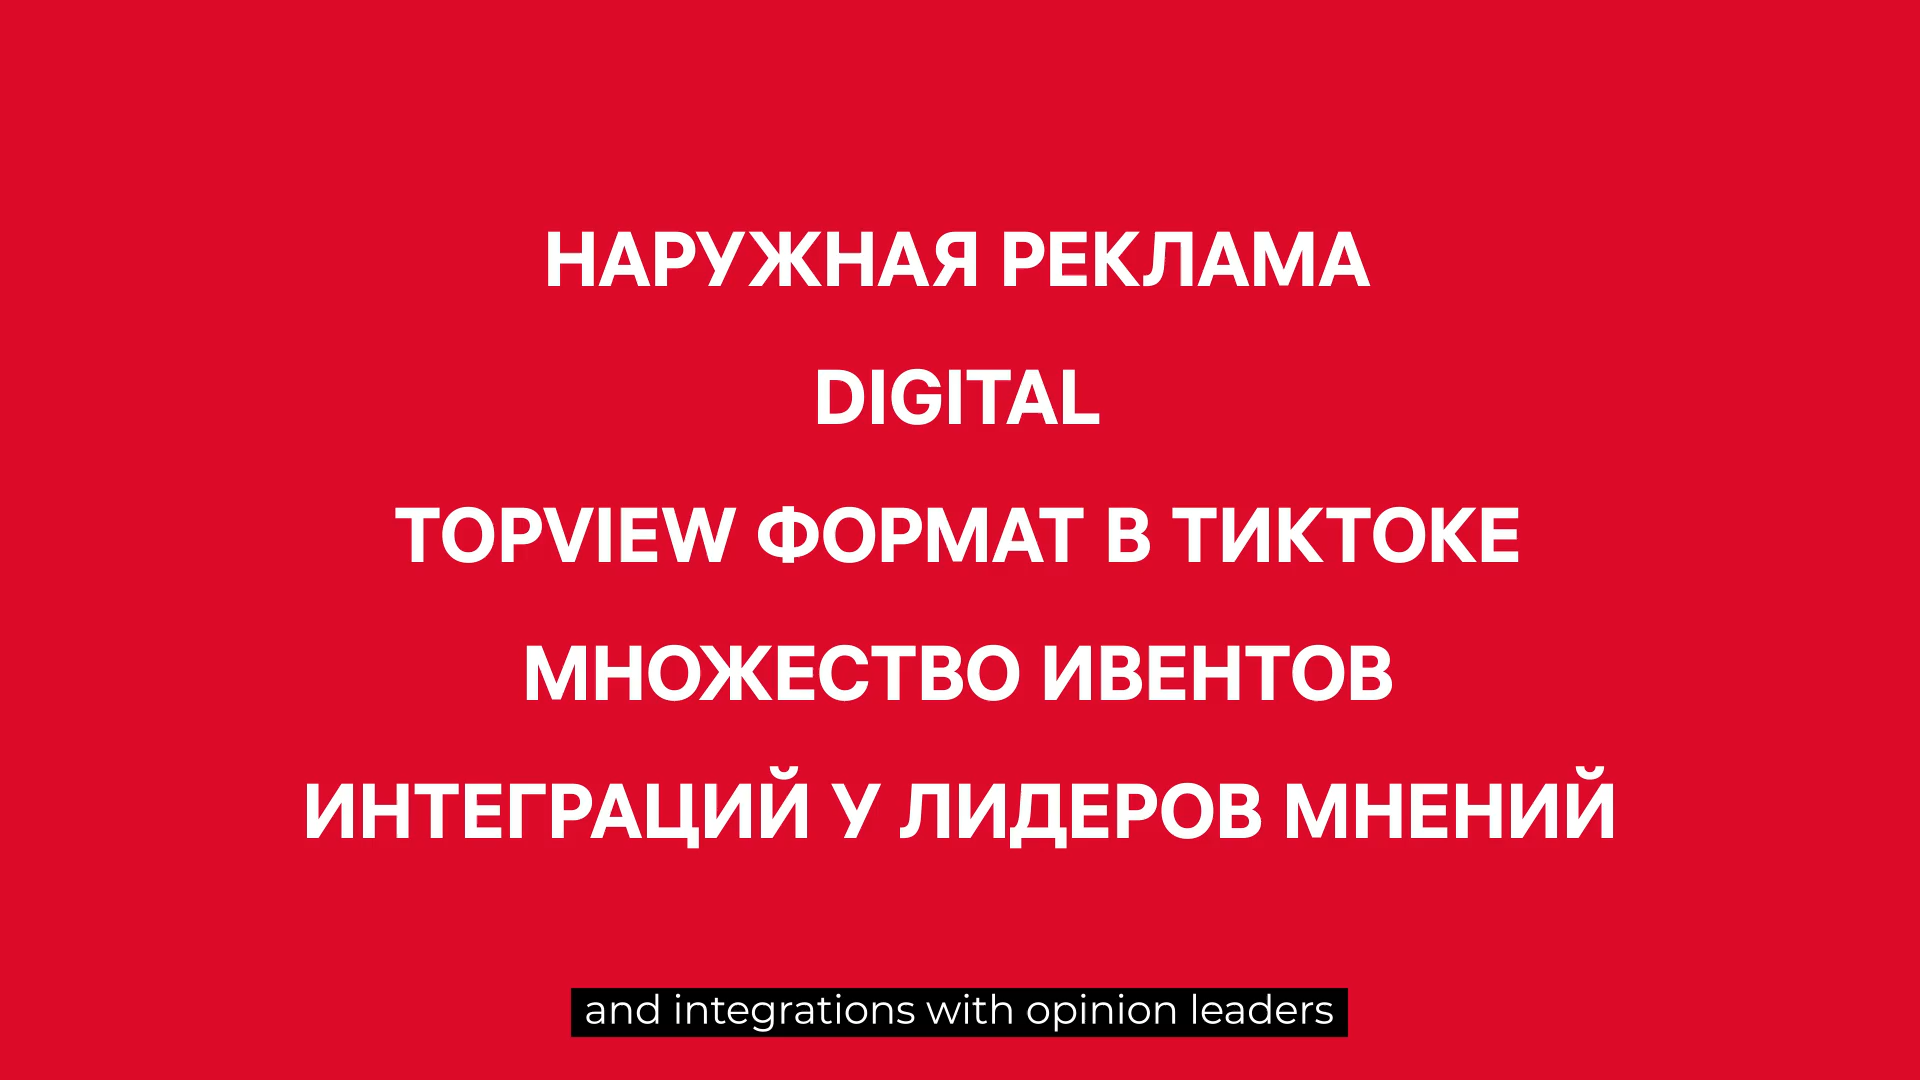 НАРУЖНАЯ РЕКЛАМА
DIGITAL
TOPVIEW ФОРМАТ В ТИКТОКЕ
МНОЖЕСТВО ИВЕНТОВ
ИНТЕГРАЦИЙ У ЛИДЕРОВ МНЕНИЙ
and integrations with opinion leaders